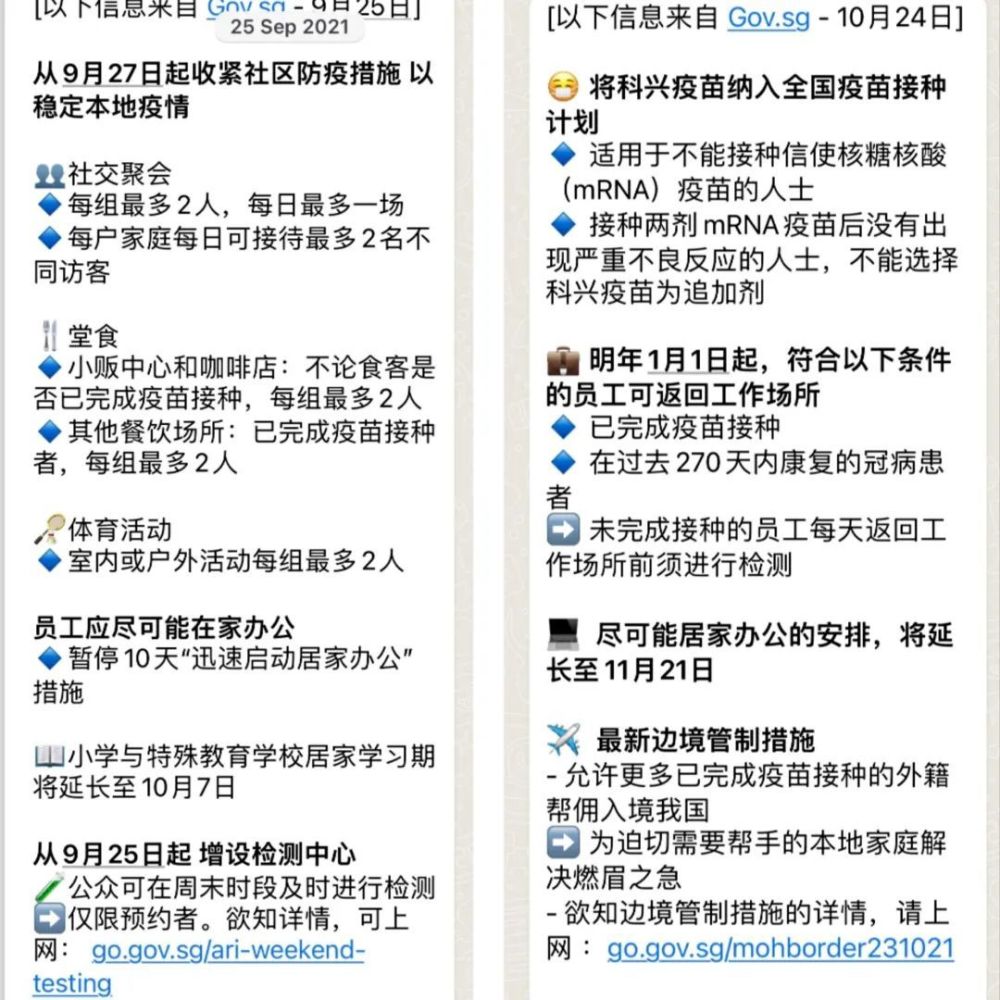 [以下信息来自 Gov.sg - 9月25日]
25 Sep 2021
从9月27日起收紧社区防疫措施 以
稳定本地疫情
👥社交聚会
🔹每组最多2人，每日最多一场
🔹每户家庭每日可接待最多2名不
同访客
🍴堂食
🔹小贩中心和咖啡店：不论食客是
否已完成疫苗接种，每组最多2人
🔹其他餐饮场所：已完成疫苗接种
者，每组最多2人
🏸体育活动
🔹室内或户外活动每组最多2人
员工应尽可能在家办公
🔹暂停10天“迅速启动居家办公”
措施
📖小学与特殊教育学校居家学习期
将延长至10月7日
从9月25日起 增设检测中心
🧪公众可在周末时段及时进行检测
➡️仅限预约者。欲知详情，可上
网： go.gov.sg/ari-weekend-
testing
[以下信息来自 Gov.sg - 10月24日]
😷 将科兴疫苗纳入全国疫苗接种
计划
🔹 适用于不能接种信使核糖核酸
（mRNA）疫苗的人士
🔹 接种两剂mRNA疫苗后没有出
现严重不良反应的人士，不能选择
科兴疫苗为追加剂
💼 明年1月1日起，符合以下条件
的员工可返回工作场所
🔹 已完成疫苗接种
🔹 在过去270天内康复的冠病患
者
➡️ 未完成接种的员工每天返回工
作场所前须进行检测
💻 尽可能居家办公的安排，将延
长至11月21日
✈️ 最新边境管制措施
- 允许更多已完成疫苗接种的外籍
帮佣入境我国
➡️ 为迫切需要帮手的本地家庭解
决燃眉之急
- 欲知边境管制措施的详情，请上
网 ：go.gov.sg/mohborder231021